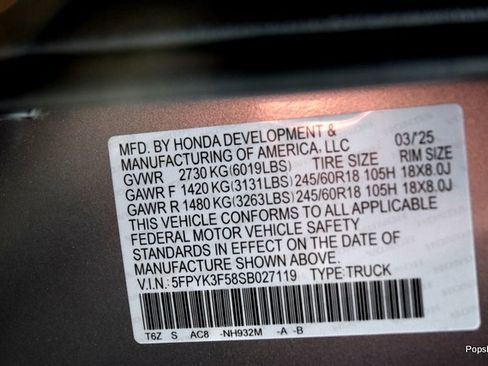 MFD. BY HONDA DEVELOPMENT & 03/25
MANUFACTURING OF AMERICA, LLC
GVWR 2730 KG(6019LBS) TIRE SIZE RIM SIZE
GAWR F 1420 KG(3131LBS) 245/60R18 105H 18X8.0J
GAWR R 1480 KG(3263LBS) 245/60R18 105H 18X8.0J
THIS VEHICLE CONFORMS TO ALL APPLICABLE
FEDERAL MOTOR VEHICLE SAFETY
STANDARDS IN EFFECT ON THE DATE OF
MANUFACTURE SHOWN ABOVE.
V.I.N.: 5FPYK3F58SB027119 TYPE:TRUCK
T6Z S AC8 -NH932M -A -B